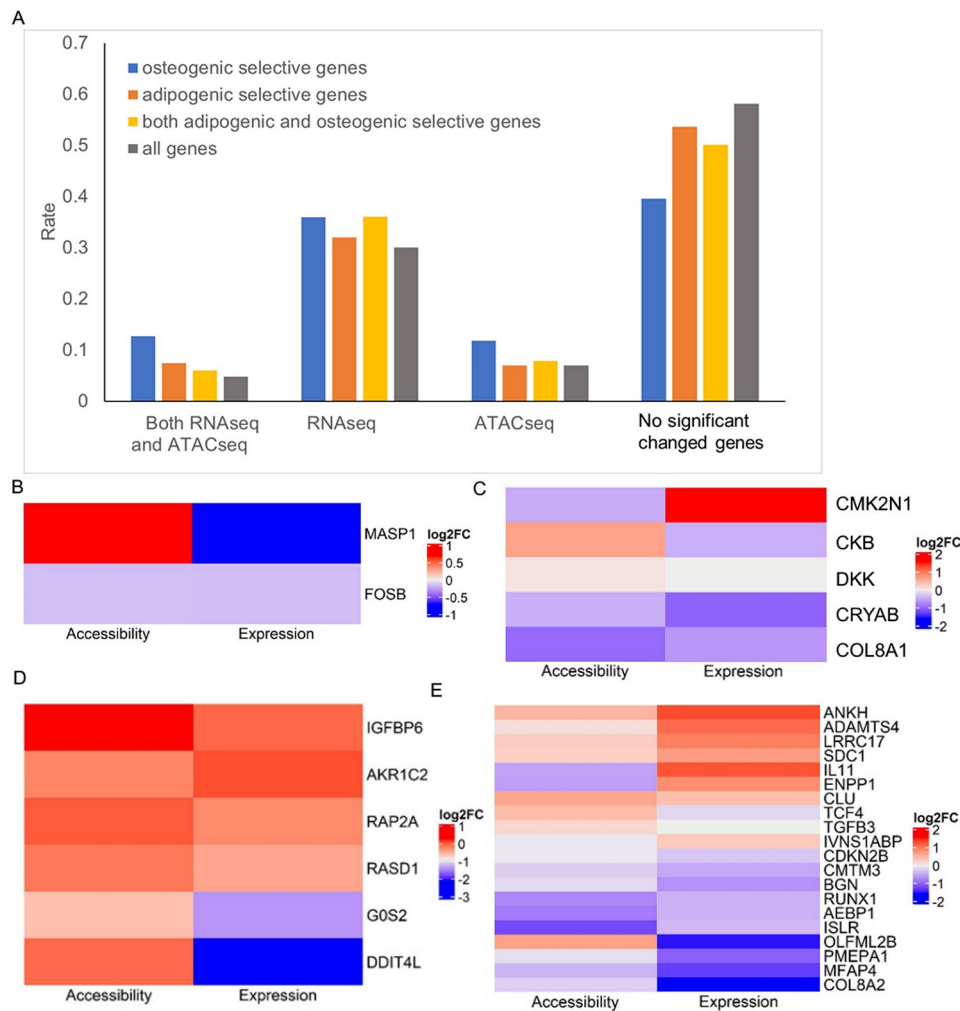 A
0.7
0.6
0.5
0.4
0.3
0.2
0.1
0
Rate
osteogenic selective genes
adipogenic selective genes
both adipogenic and osteogenic selective genes
all genes
Both RNAseq
and ATACseq
RNAseq
ATACseq
No significant
changed genes
B
MASP1
FOSB
Accessibility Expression
log2FC
1
0.5
0
-0.5
-1
C
CMK2N1
CKB
DKK
CRYAB
COL8A1
Accessibility Expression
log2FC
2
1
0
-1
-2
D
IGFBP6
AKR1C2
RAP2A
RASD1
G0S2
DDIT4L
Accessibility Expression
log2FC
1
0
-1
-2
-3
E
ANKH
ADAMTS4
LRRC17
SDC1
IL11
ENPP1
CLU
TCF4
TGFB3
IVNS1ABP
CDKN2B
CMTM3
BGN
RUNX1
AEBP1
ISLR
OLFML2B
PMEPA1
MFAP4
COL8A2
Accessibility Expression
log2FC
2
1
0
-1
-2